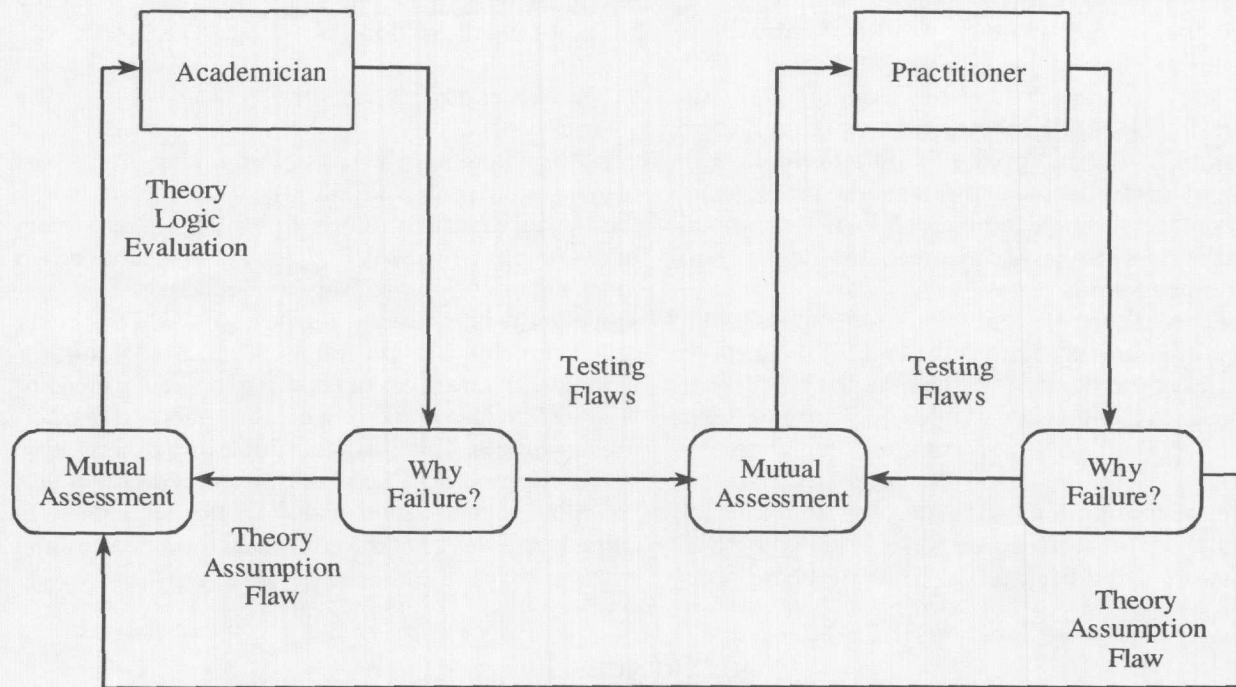 Academician
Practitioner
Theory
Logic
Evaluation
Testing
Flaws
Testing
Flaws
Mutual
Assessment
Why
Failure?
Mutual
Assessment
Why
Failure?
Theory
Assumption
Flaw
Theory
Assumption
Flaw